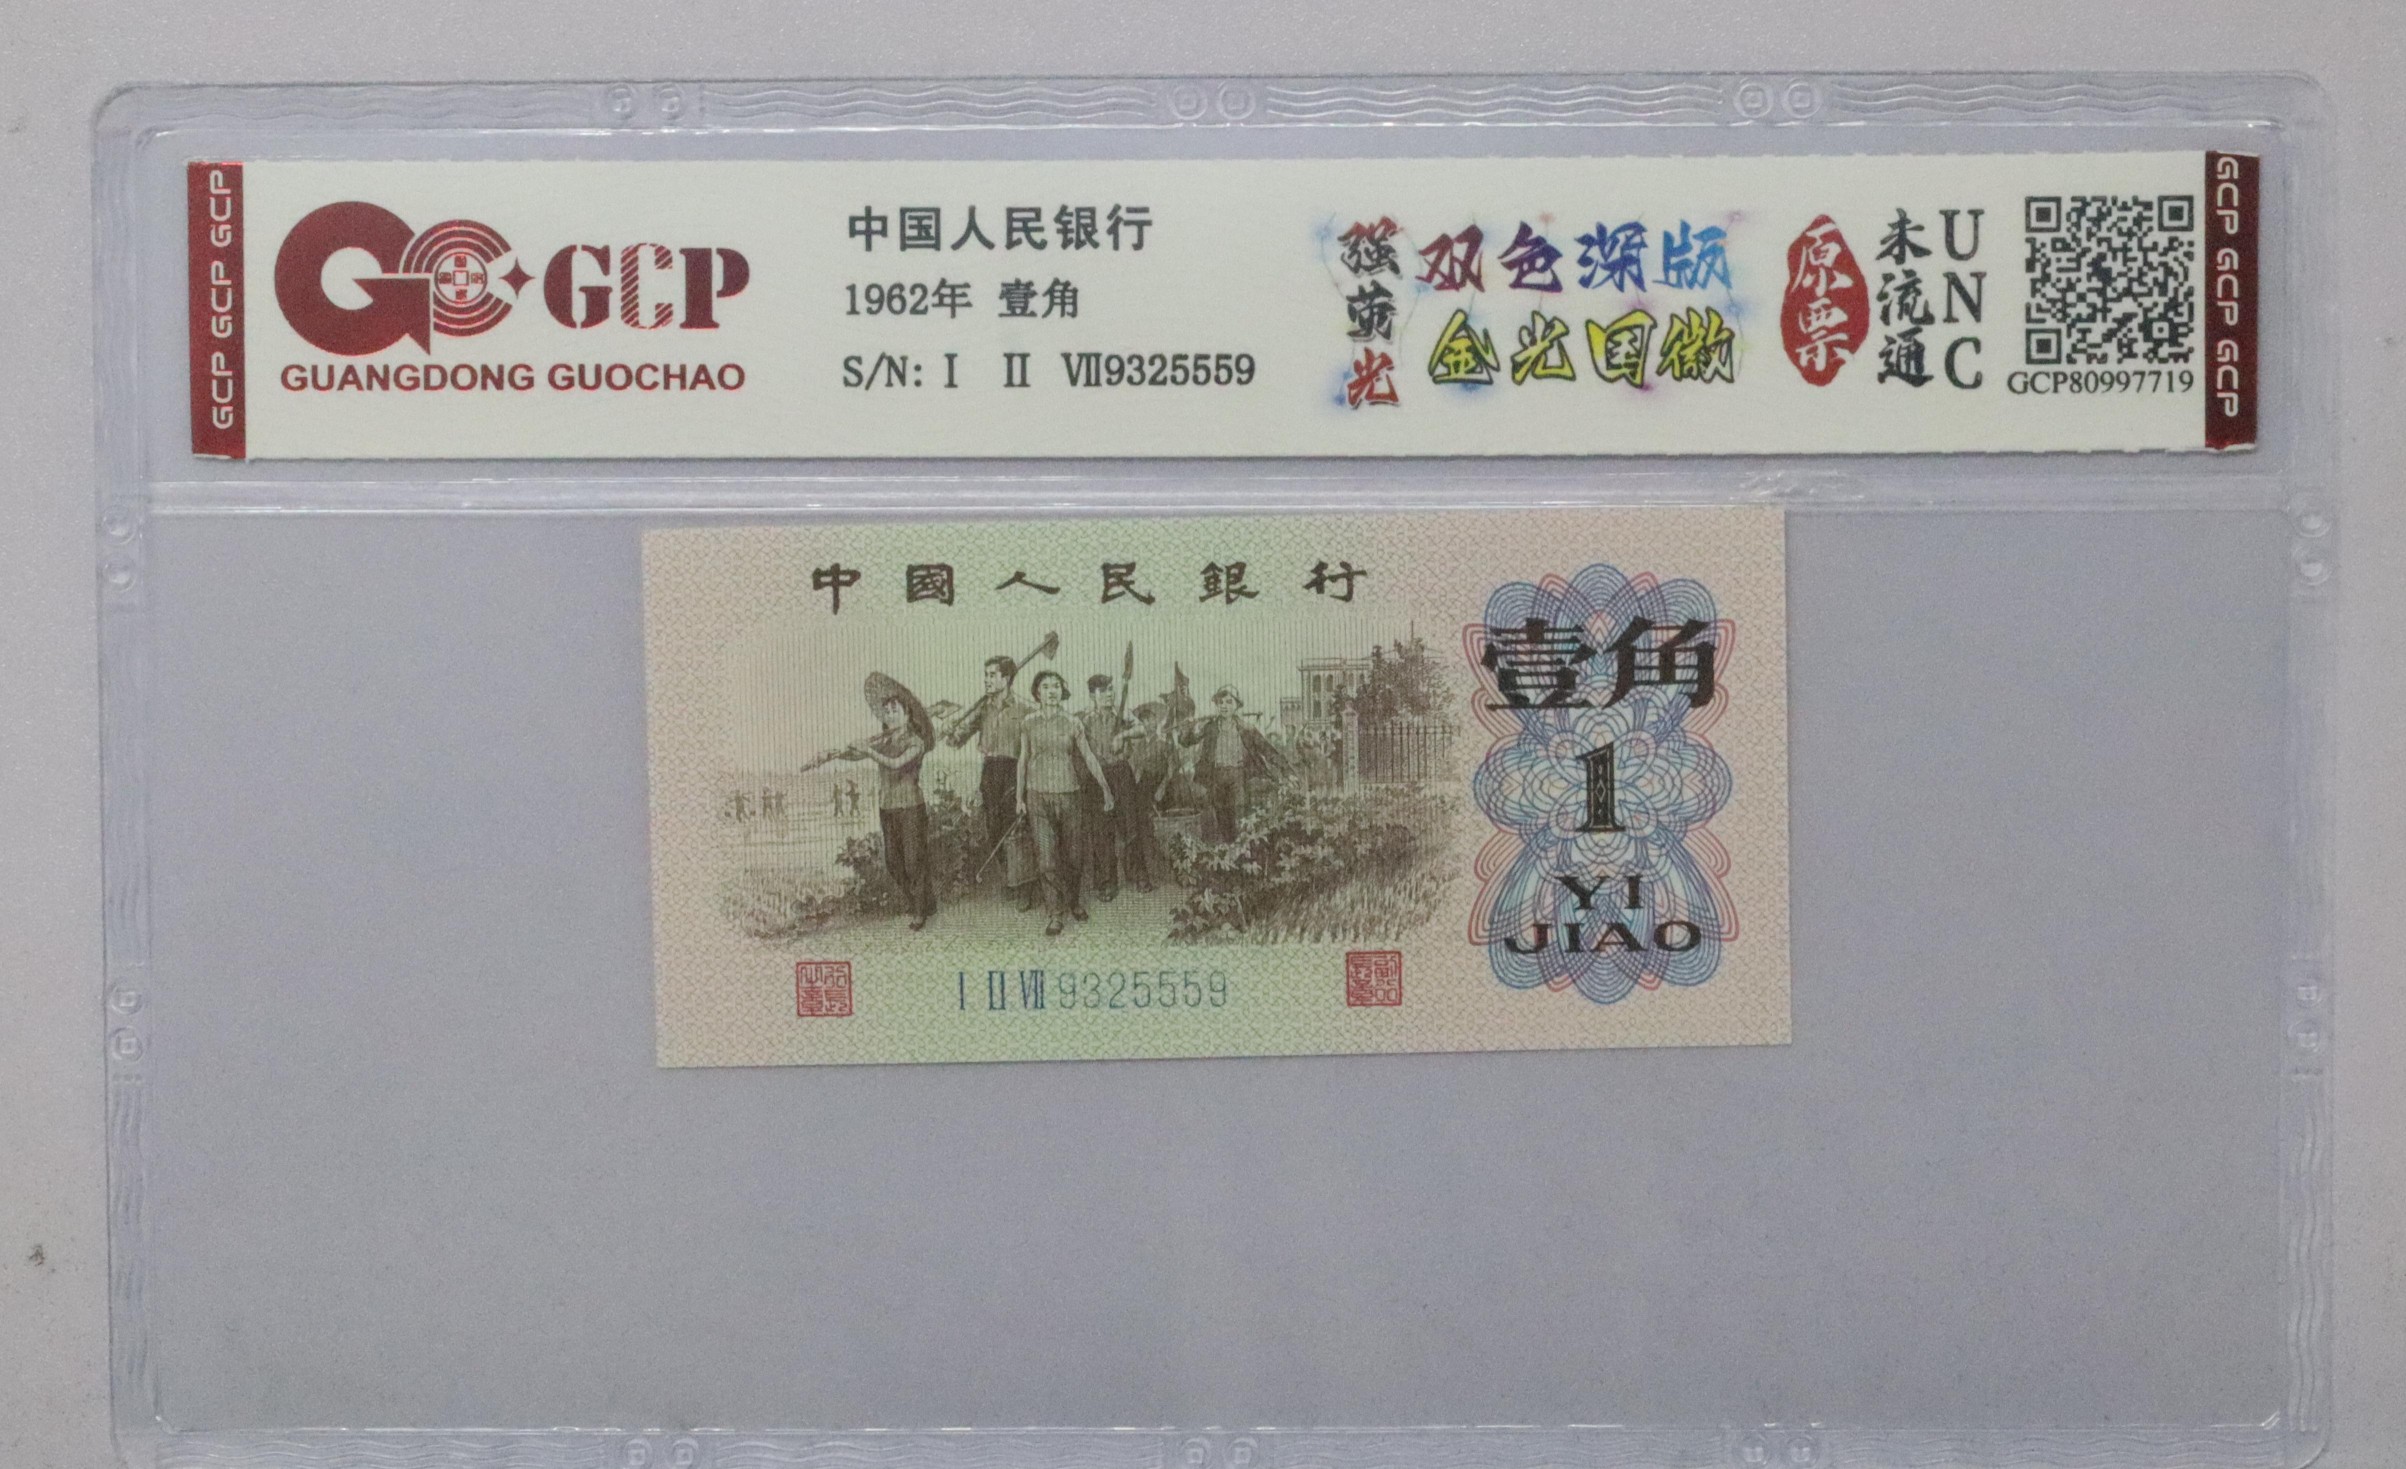 GCP GCP GCP
GCP
GUANGDONG GUOCHAO
中国人民银行
1962年 壹角
S/N: I II VII9325559
强荧光
双色深版
金光国徽
原票
未流通
UNC
GCP80997719
GCP GCP GCP
中國人民銀行
壹角
1
YI
JIAO
I II VII 9325559